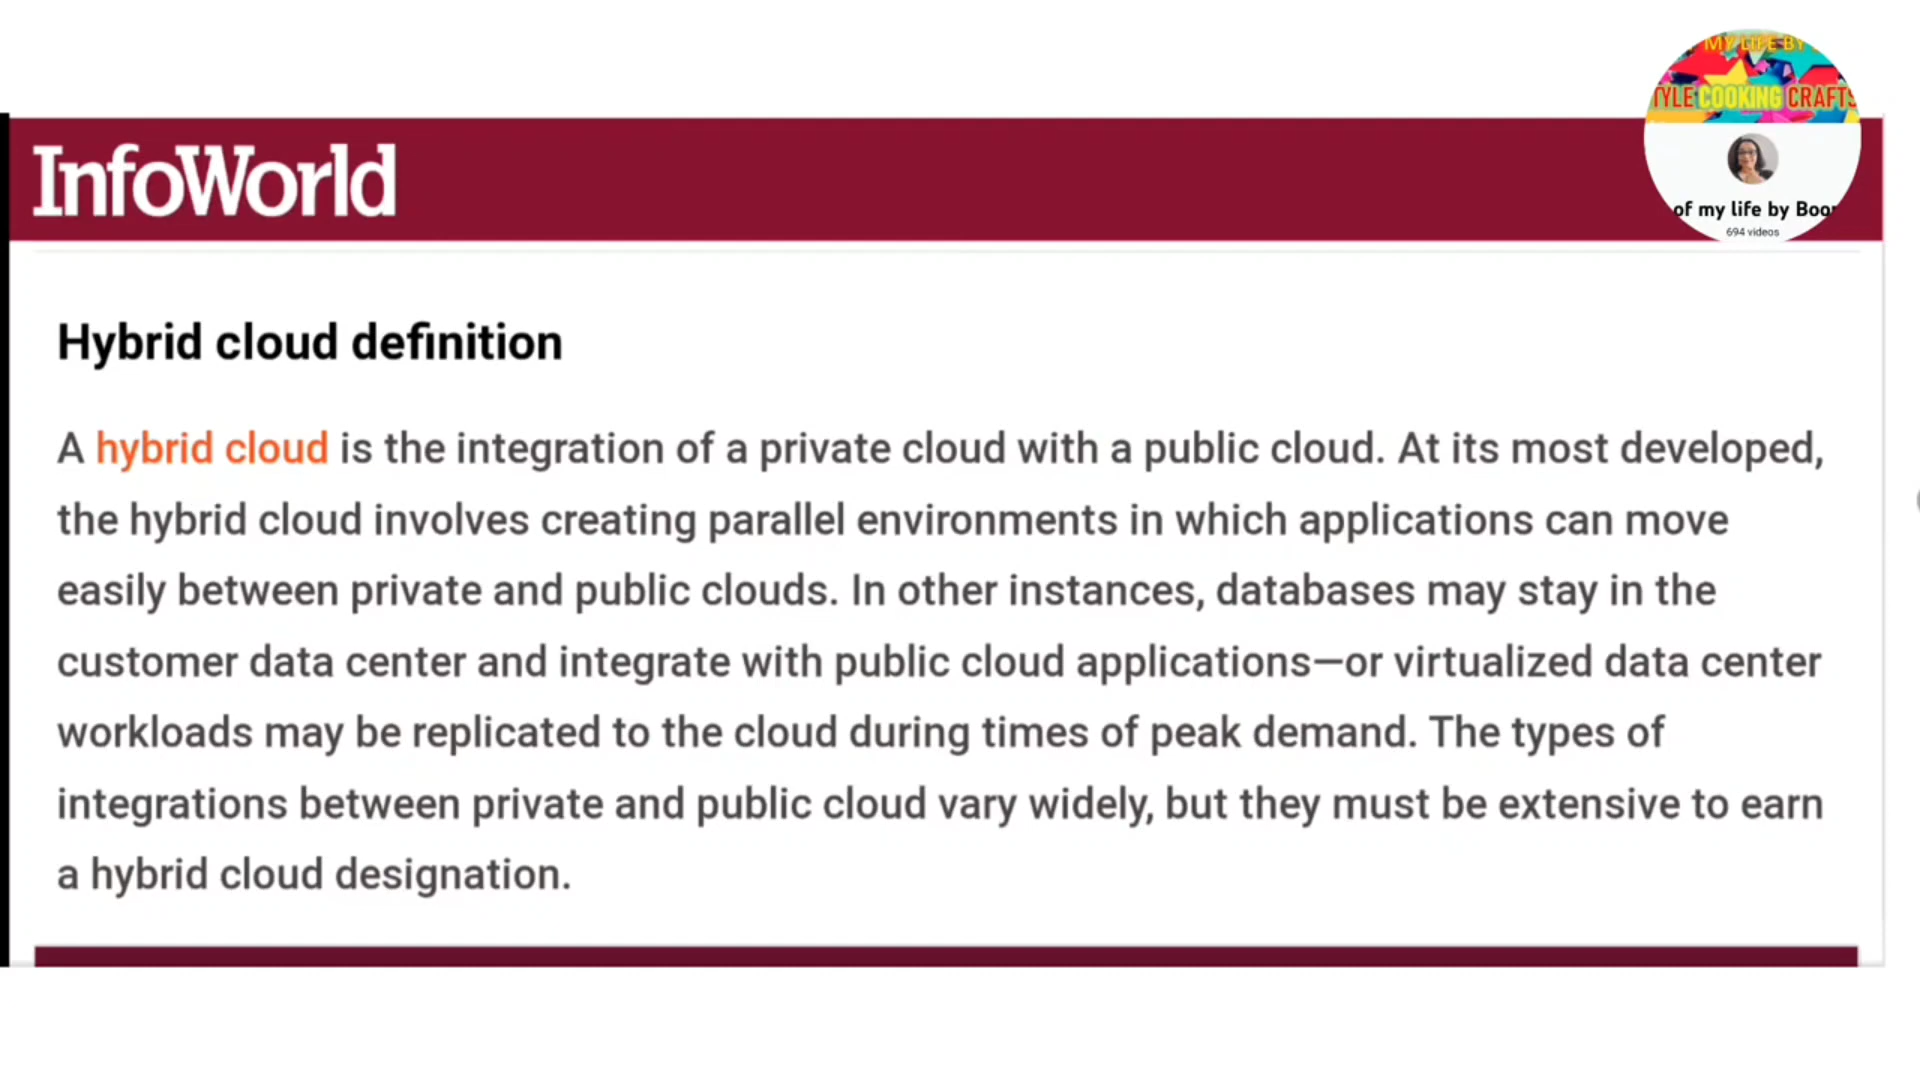 MY LIFE BY
TYLE COOKING CRAFTS
InfoWorld
of my life by Boo
694 videos
Hybrid cloud definition
A hybrid cloud is the integration of a private cloud with a public cloud. At its most developed,
the hybrid cloud involves creating parallel environments in which applications can move
easily between private and public clouds. In other instances, databases may stay in the
customer data center and integrate with public cloud applications—or virtualized data center
workloads may be replicated to the cloud during times of peak demand. The types of
integrations between private and public cloud vary widely, but they must be extensive to earn
a hybrid cloud designation.